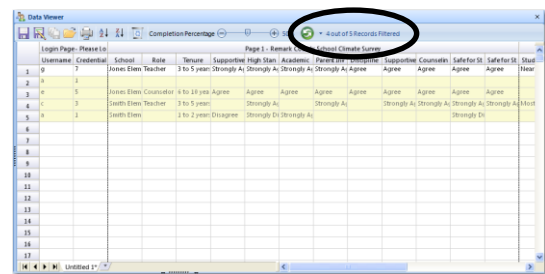 Data Viewer
Completion Percentage 50 4 out of 5 Records Filtered
Login Page - Please Lo Page 1 - Remark School Climate Survey
Username Credential School Role Tenure Supportive High Stan Academic Parent Inv Discipline Supportive Counselin Safe for St Safe for St Stud
1 g 7 Jones Elem Teacher 3 to 5 years Strongly A Strongly A Strongly A Strongly A Agree Agree Agree Agree Agree Near
2 a 1
3 e 5 Jones Elem Counselor 6 to 10 yea Agree Agree Agree Agree Agree Agree Agree Agree Agree
4 c 3 Smith Elem Teacher 3 to 5 years Strongly A Strongly A Strongly A Strongly A Strongly A Strongly A Most
5 a 1 Smith Elem 1 to 2 years Disagree Strongly Di Strongly Ag Strongly Di
6
7
8
9
10
11
12
13
14
15
16
17
Untitled 1*